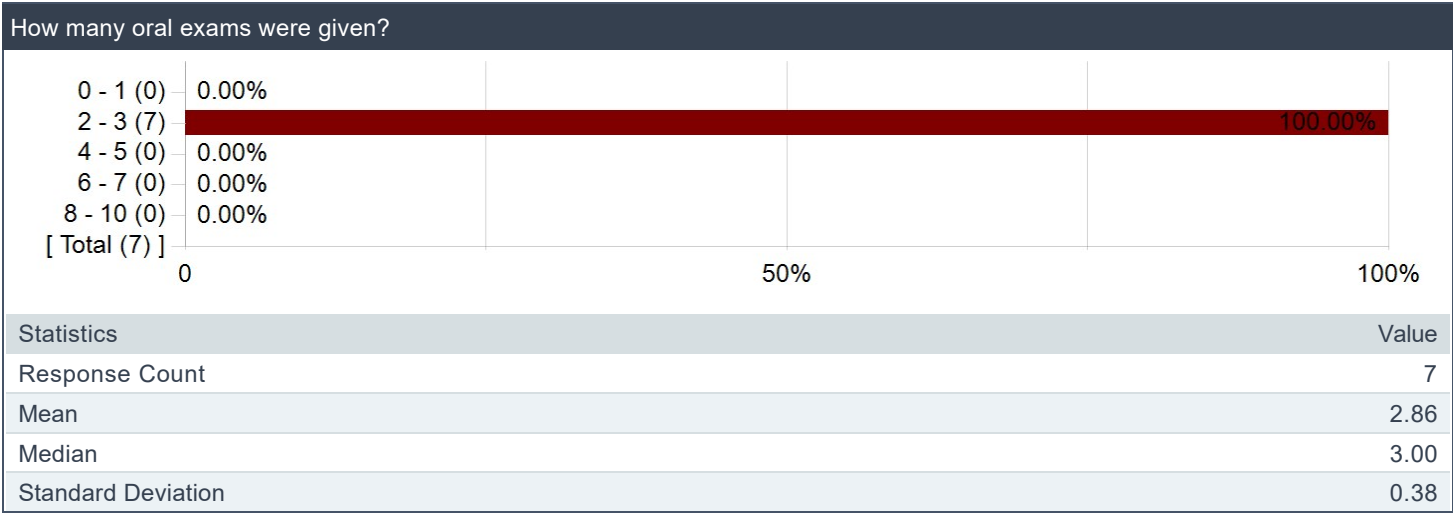 How many oral exams were given?
0 - 1 (0) 0.00%
2 - 3 (7) 100.00%
4 - 5 (0) 0.00%
6 - 7 (0) 0.00%
8 - 10 (0) 0.00%
[ Total (7) ]
0 50% 100%
Statistics Value
Response Count 7
Mean 2.86
Median 3.00
Standard Deviation 0.38